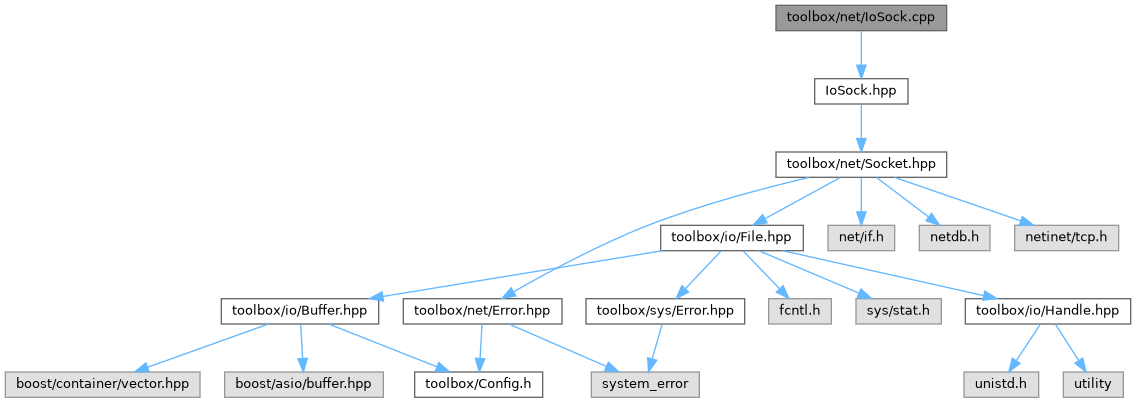 toolbox/net/IoSock.cpp
IoSock.hpp
toolbox/net/Socket.hpp
toolbox/io/File.hpp
net/if.h
netdb.h
netinet/tcp.h
toolbox/io/Buffer.hpp
toolbox/net/Error.hpp
toolbox/sys/Error.hpp
fcntl.h
sys/stat.h
toolbox/io/Handle.hpp
boost/container/vector.hpp
boost/asio/buffer.hpp
toolbox/Config.h
system_error
unistd.h
utility